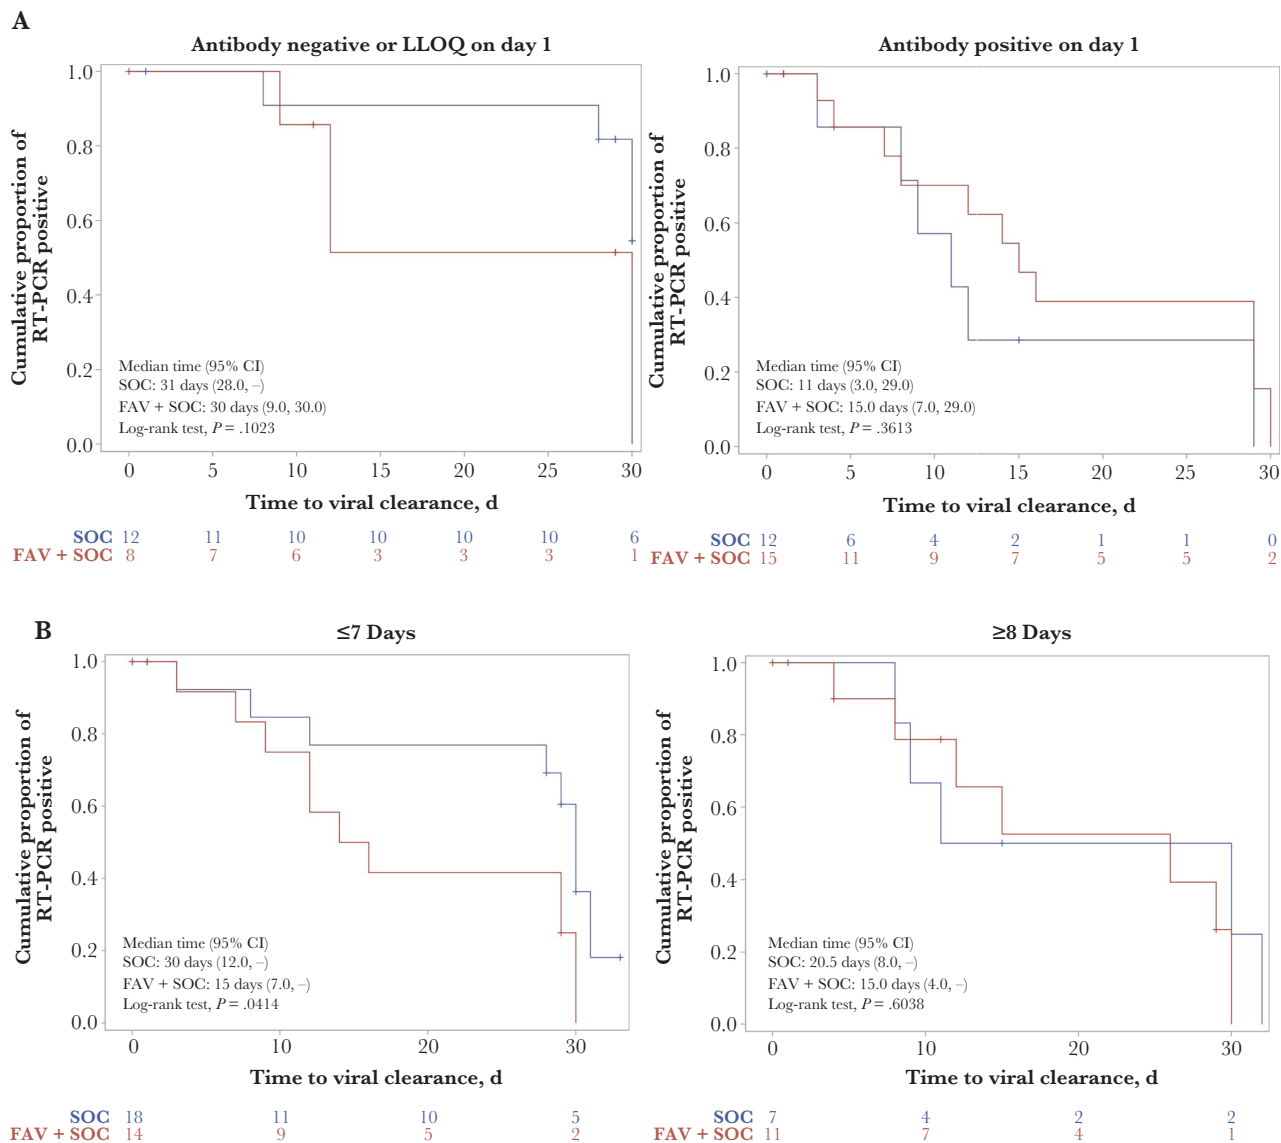 A
Antibody negative or LLOQ on day 1
Cumulative proportion of
RT-PCR positive
1.0
0.8
0.6
0.4
0.2
0.0
Median time (95% CI)
SOC: 31 days (28.0, –)
FAV + SOC: 30 days (9.0, 30.0)
Log-rank test, P = .1023
0 5 10 15 20 25 30
Time to viral clearance, d
SOC 12 11 10 10 10 10 6
FAV + SOC 8 7 6 3 3 3 1
Antibody positive on day 1
Cumulative proportion of
RT-PCR positive
1.0
0.8
0.6
0.4
0.2
0.0
Median time (95% CI)
SOC: 11 days (3.0, 29.0)
FAV + SOC: 15.0 days (7.0, 29.0)
Log-rank test, P = .3613
0 5 10 15 20 25 30
Time to viral clearance, d
SOC 12 6 4 2 1 1 0
FAV + SOC 15 11 9 7 5 5 2
B
≤7 Days
Cumulative proportion of
RT-PCR positive
1.0
0.8
0.6
0.4
0.2
0.0
Median time (95% CI)
SOC: 30 days (12.0, –)
FAV + SOC: 15 days (7.0, –)
Log-rank test, P = .0414
0 10 20 30
Time to viral clearance, d
SOC 18 11 10 5
FAV + SOC 14 9 5 2
≥8 Days
Cumulative proportion of
RT-PCR positive
1.0
0.8
0.6
0.4
0.2
0.0
Median time (95% CI)
SOC: 20.5 days (8.0, –)
FAV + SOC: 15.0 days (4.0, –)
Log-rank test, P = .6038
0 10 20 30
Time to viral clearance, d
SOC 7 4 2 2
FAV + SOC 11 7 4 1